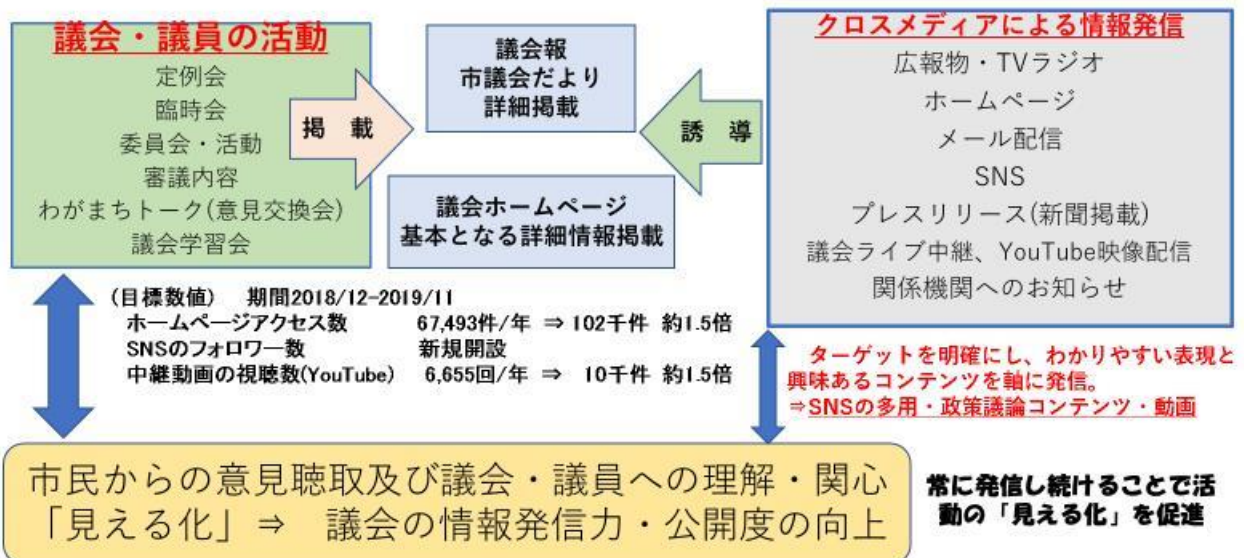 議会・議員の活動
定例会
臨時会
委員会・活動
審議内容
わがまちトーク(意見交換会)
議会学習会
掲　載
議会報
市議会だより
詳細掲載
議会ホームページ
基本となる詳細情報掲載
誘　導
クロスメディアによる情報発信
広報物・TVラジオ
ホームページ
メール配信
SNS
プレスリリース(新聞掲載)
議会ライブ中継、YouTube映像配信
関係機関へのお知らせ
(目標数値)　期間2018/12-2019/11
ホームページアクセス数　67,493件/年　⇒ 102千件　約1.5倍
SNSのフォロワー数　新規開設
中継動画の視聴数(YouTube)　6,655回/年　⇒　10千件　約1.5倍
ターゲットを明確にし、わかりやすい表現と
興味あるコンテンツを軸に発信。
⇒SNSの多用・政策議論コンテンツ・動画
市民からの意見聴取及び議会・議員への理解・関心
「見える化」⇒　議会の情報発信力・公開度の向上
常に発信し続けることで活
動の「見える化」を促進